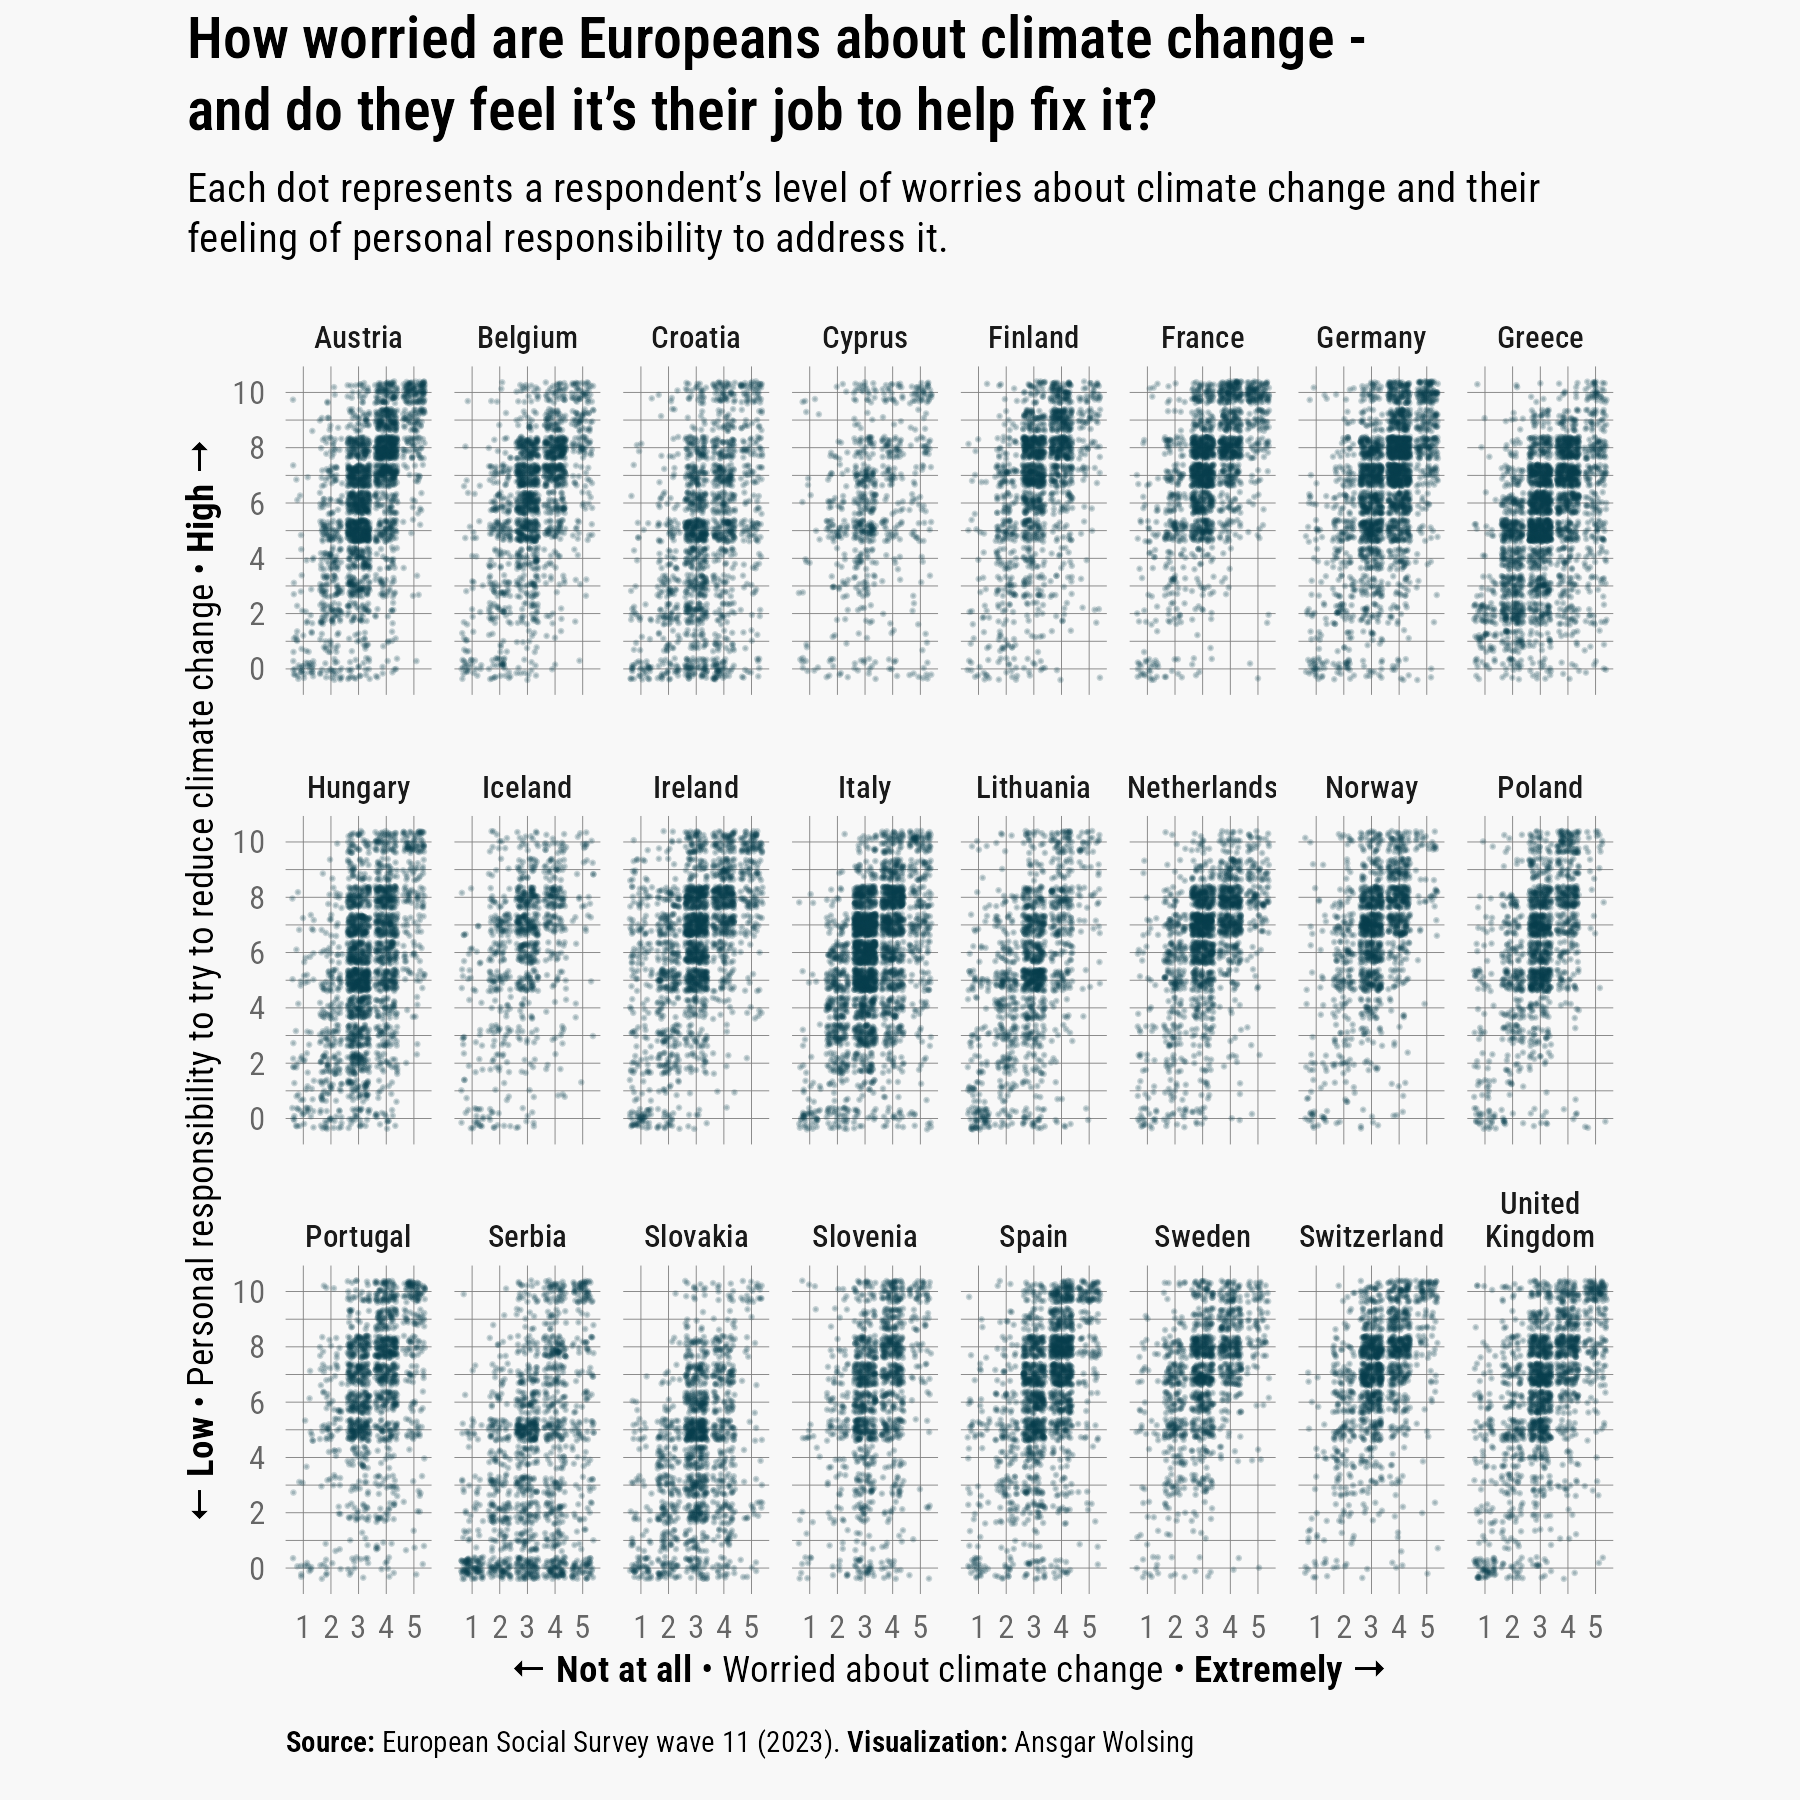 How worried are Europeans about climate change -
and do they feel it’s their job to help fix it?
Each dot represents a respondent’s level of worries about climate change and their
feeling of personal responsibility to address it.
← Low • Personal responsibility to try to reduce climate change • High →
Austria Belgium Croatia Cyprus Finland France Germany Greece
10
8
6
4
2
0
Hungary Iceland Ireland Italy Lithuania Netherlands Norway Poland
10
8
6
4
2
0
Portugal Serbia Slovakia Slovenia Spain Sweden Switzerland United
Kingdom
10
8
6
4
2
0
1 2 3 4 5 1 2 3 4 5 1 2 3 4 5 1 2 3 4 5 1 2 3 4 5 1 2 3 4 5 1 2 3 4 5 1 2 3 4 5
← Not at all • Worried about climate change • Extremely →
Source: European Social Survey wave 11 (2023). Visualization: Ansgar Wolsing